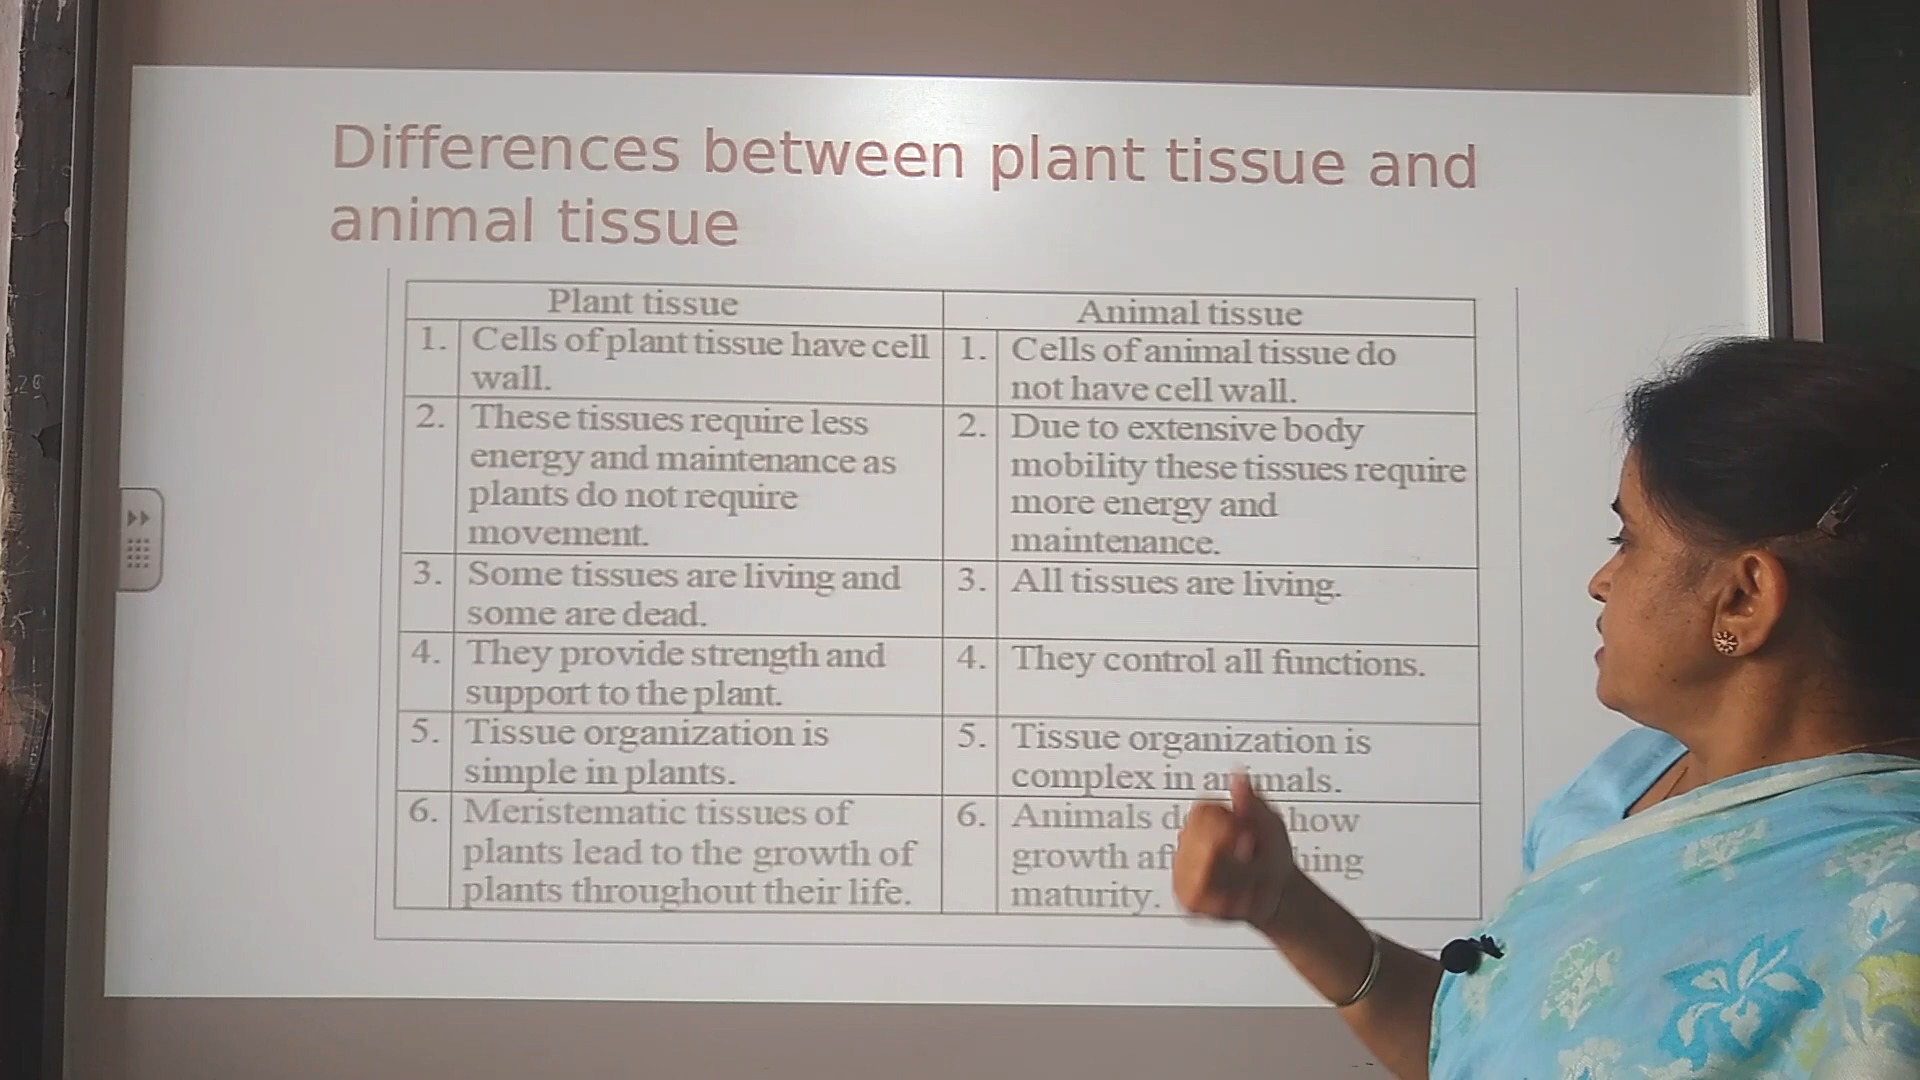 Differences between plant tissue and
animal tissue
Plant tissue
Animal tissue
1. Cells of plant tissue have cell
wall.
1. Cells of animal tissue do
not have cell wall.
2. These tissues require less
energy and maintenance as
plants do not require
movement.
2. Due to extensive body
mobility these tissues require
more energy and
maintenance.
3. Some tissues are living and
some are dead.
3. All tissues are living.
4. They provide strength and
support to the plant.
4. They control all functions.
5. Tissue organization is
simple in plants.
5. Tissue organization is
complex in animals.
6. Meristematic tissues of
plants lead to the growth of
plants throughout their life.
6. Animals
growth
maturity.